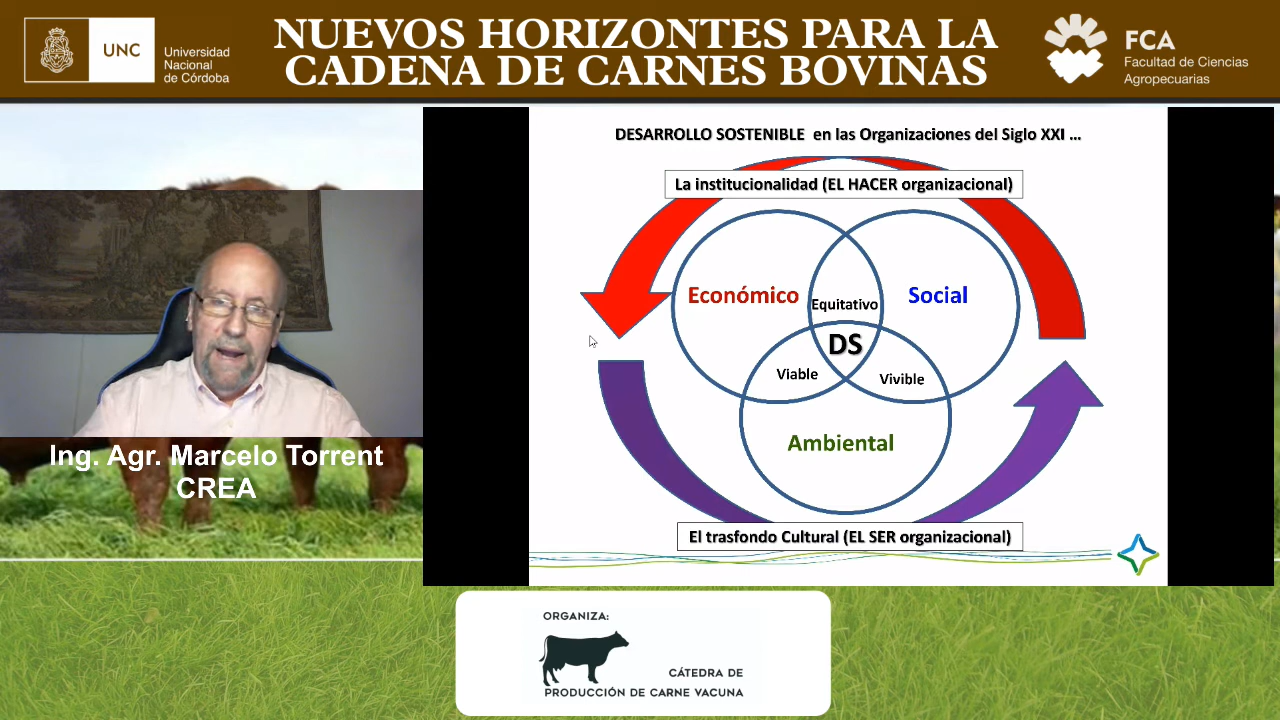 UNC
Universidad
Nacional
de Córdoba
NUEVOS HORIZONTES PARA LA
CADENA DE CARNES BOVINAS
FCA
Facultad de Ciencias
Agropecuarias
Ing. Agr. Marcelo Torrent
CREA
DESARROLLO SOSTENIBLE en las Organizaciones del Siglo XXI ...
La institucionalidad (EL HACER organizacional)
Económico
Equitativo
Social
DS
Viable
Vivible
Ambiental
El trasfondo Cultural (EL SER organizacional)
ORGANIZA:
CÁTEDRA DE
PRODUCCIÓN DE CARNE VACUNA